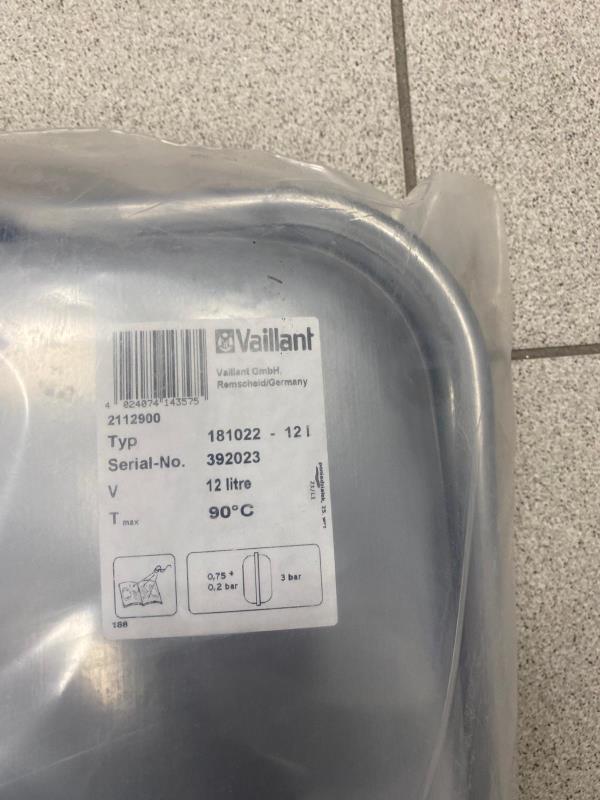 Vaillant
Vaillant GmbH,
Remscheid/Germany
4 024074 143575
2112900
Typ 181022 - 12 l
Serial-No. 392023
V 12 litre
T max 90°C
0,75 +
0,2 bar
3 bar
188